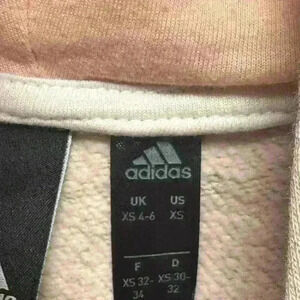 adidas
UK US
XS 4-6 XS
F D
XS 32- XS 30-
34 32